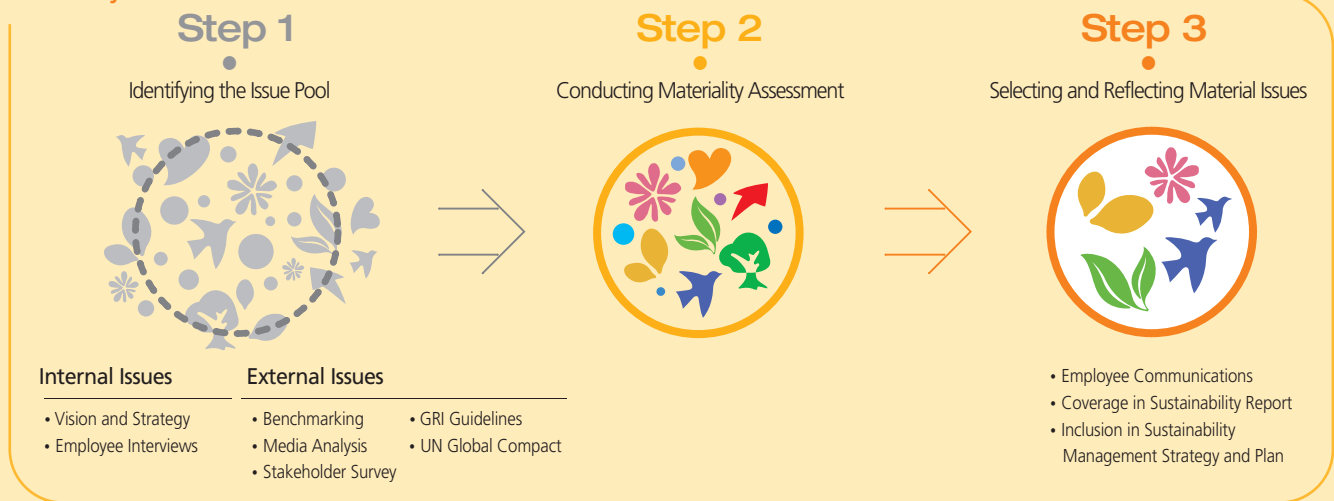 Step 1
Identifying the Issue Pool
Step 2
Conducting Materiality Assessment
Step 3
Selecting and Reflecting Material Issues
Internal Issues
• Vision and Strategy
• Employee Interviews
External Issues
• Benchmarking
• Media Analysis
• Stakeholder Survey
• GRI Guidelines
• UN Global Compact
• Employee Communications
• Coverage in Sustainability Report
• Inclusion in Sustainability
Management Strategy and Plan